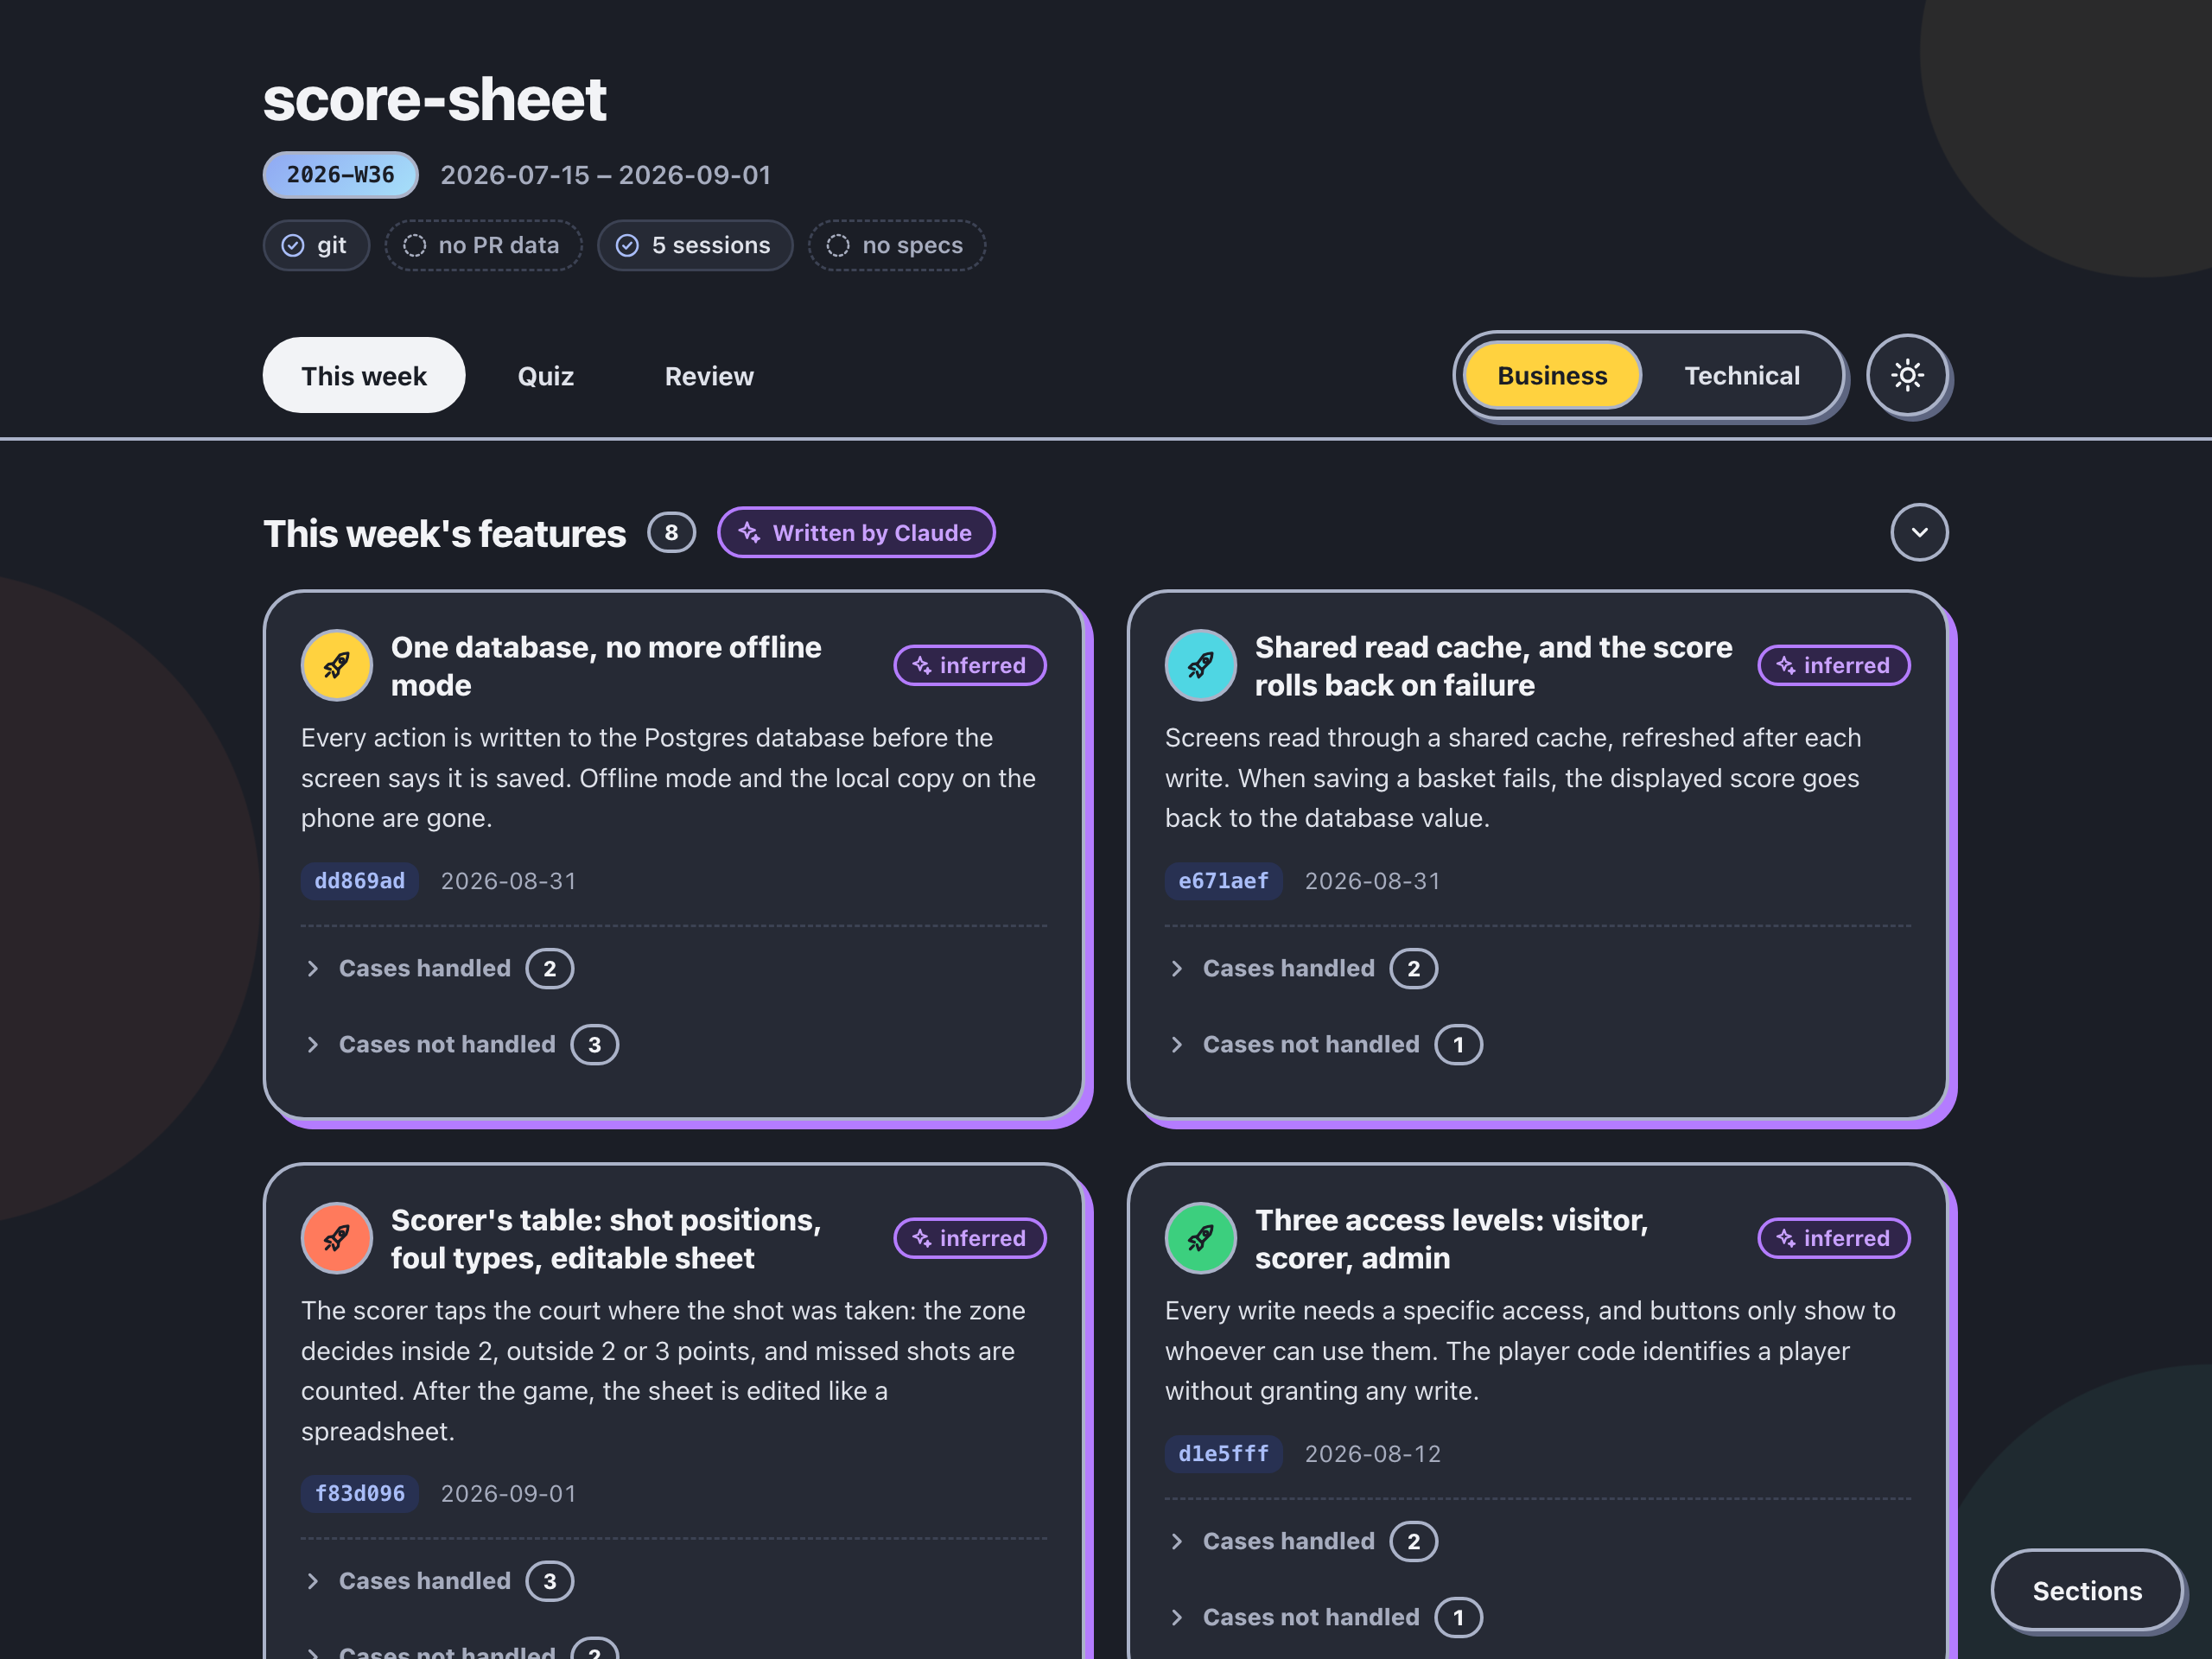 score-sheet
2026–W36 2026-07-15 – 2026-09-01
git no PR data 5 sessions no specs
This week Quiz Review Business Technical
This week's features 8 Written by Claude
One database, no more offline
mode
inferred
Every action is written to the Postgres database before the
screen says it is saved. Offline mode and the local copy on the
phone are gone.
dd869ad 2026-08-31
Cases handled 2
Cases not handled 3
Shared read cache, and the score
rolls back on failure
inferred
Screens read through a shared cache, refreshed after each
write. When saving a basket fails, the displayed score goes
back to the database value.
e671aef 2026-08-31
Cases handled 2
Cases not handled 1
Scorer's table: shot positions,
foul types, editable sheet
inferred
The scorer taps the court where the shot was taken: the zone
decides inside 2, outside 2 or 3 points, and missed shots are
counted. After the game, the sheet is edited like a
spreadsheet.
f83d096 2026-09-01
Cases handled 3
Cases not handled 2
Three access levels: visitor,
scorer, admin
inferred
Every write needs a specific access, and buttons only show to
whoever can use them. The player code identifies a player
without granting any write.
d1e5fff 2026-08-12
Cases handled 2
Cases not handled 1
Sections